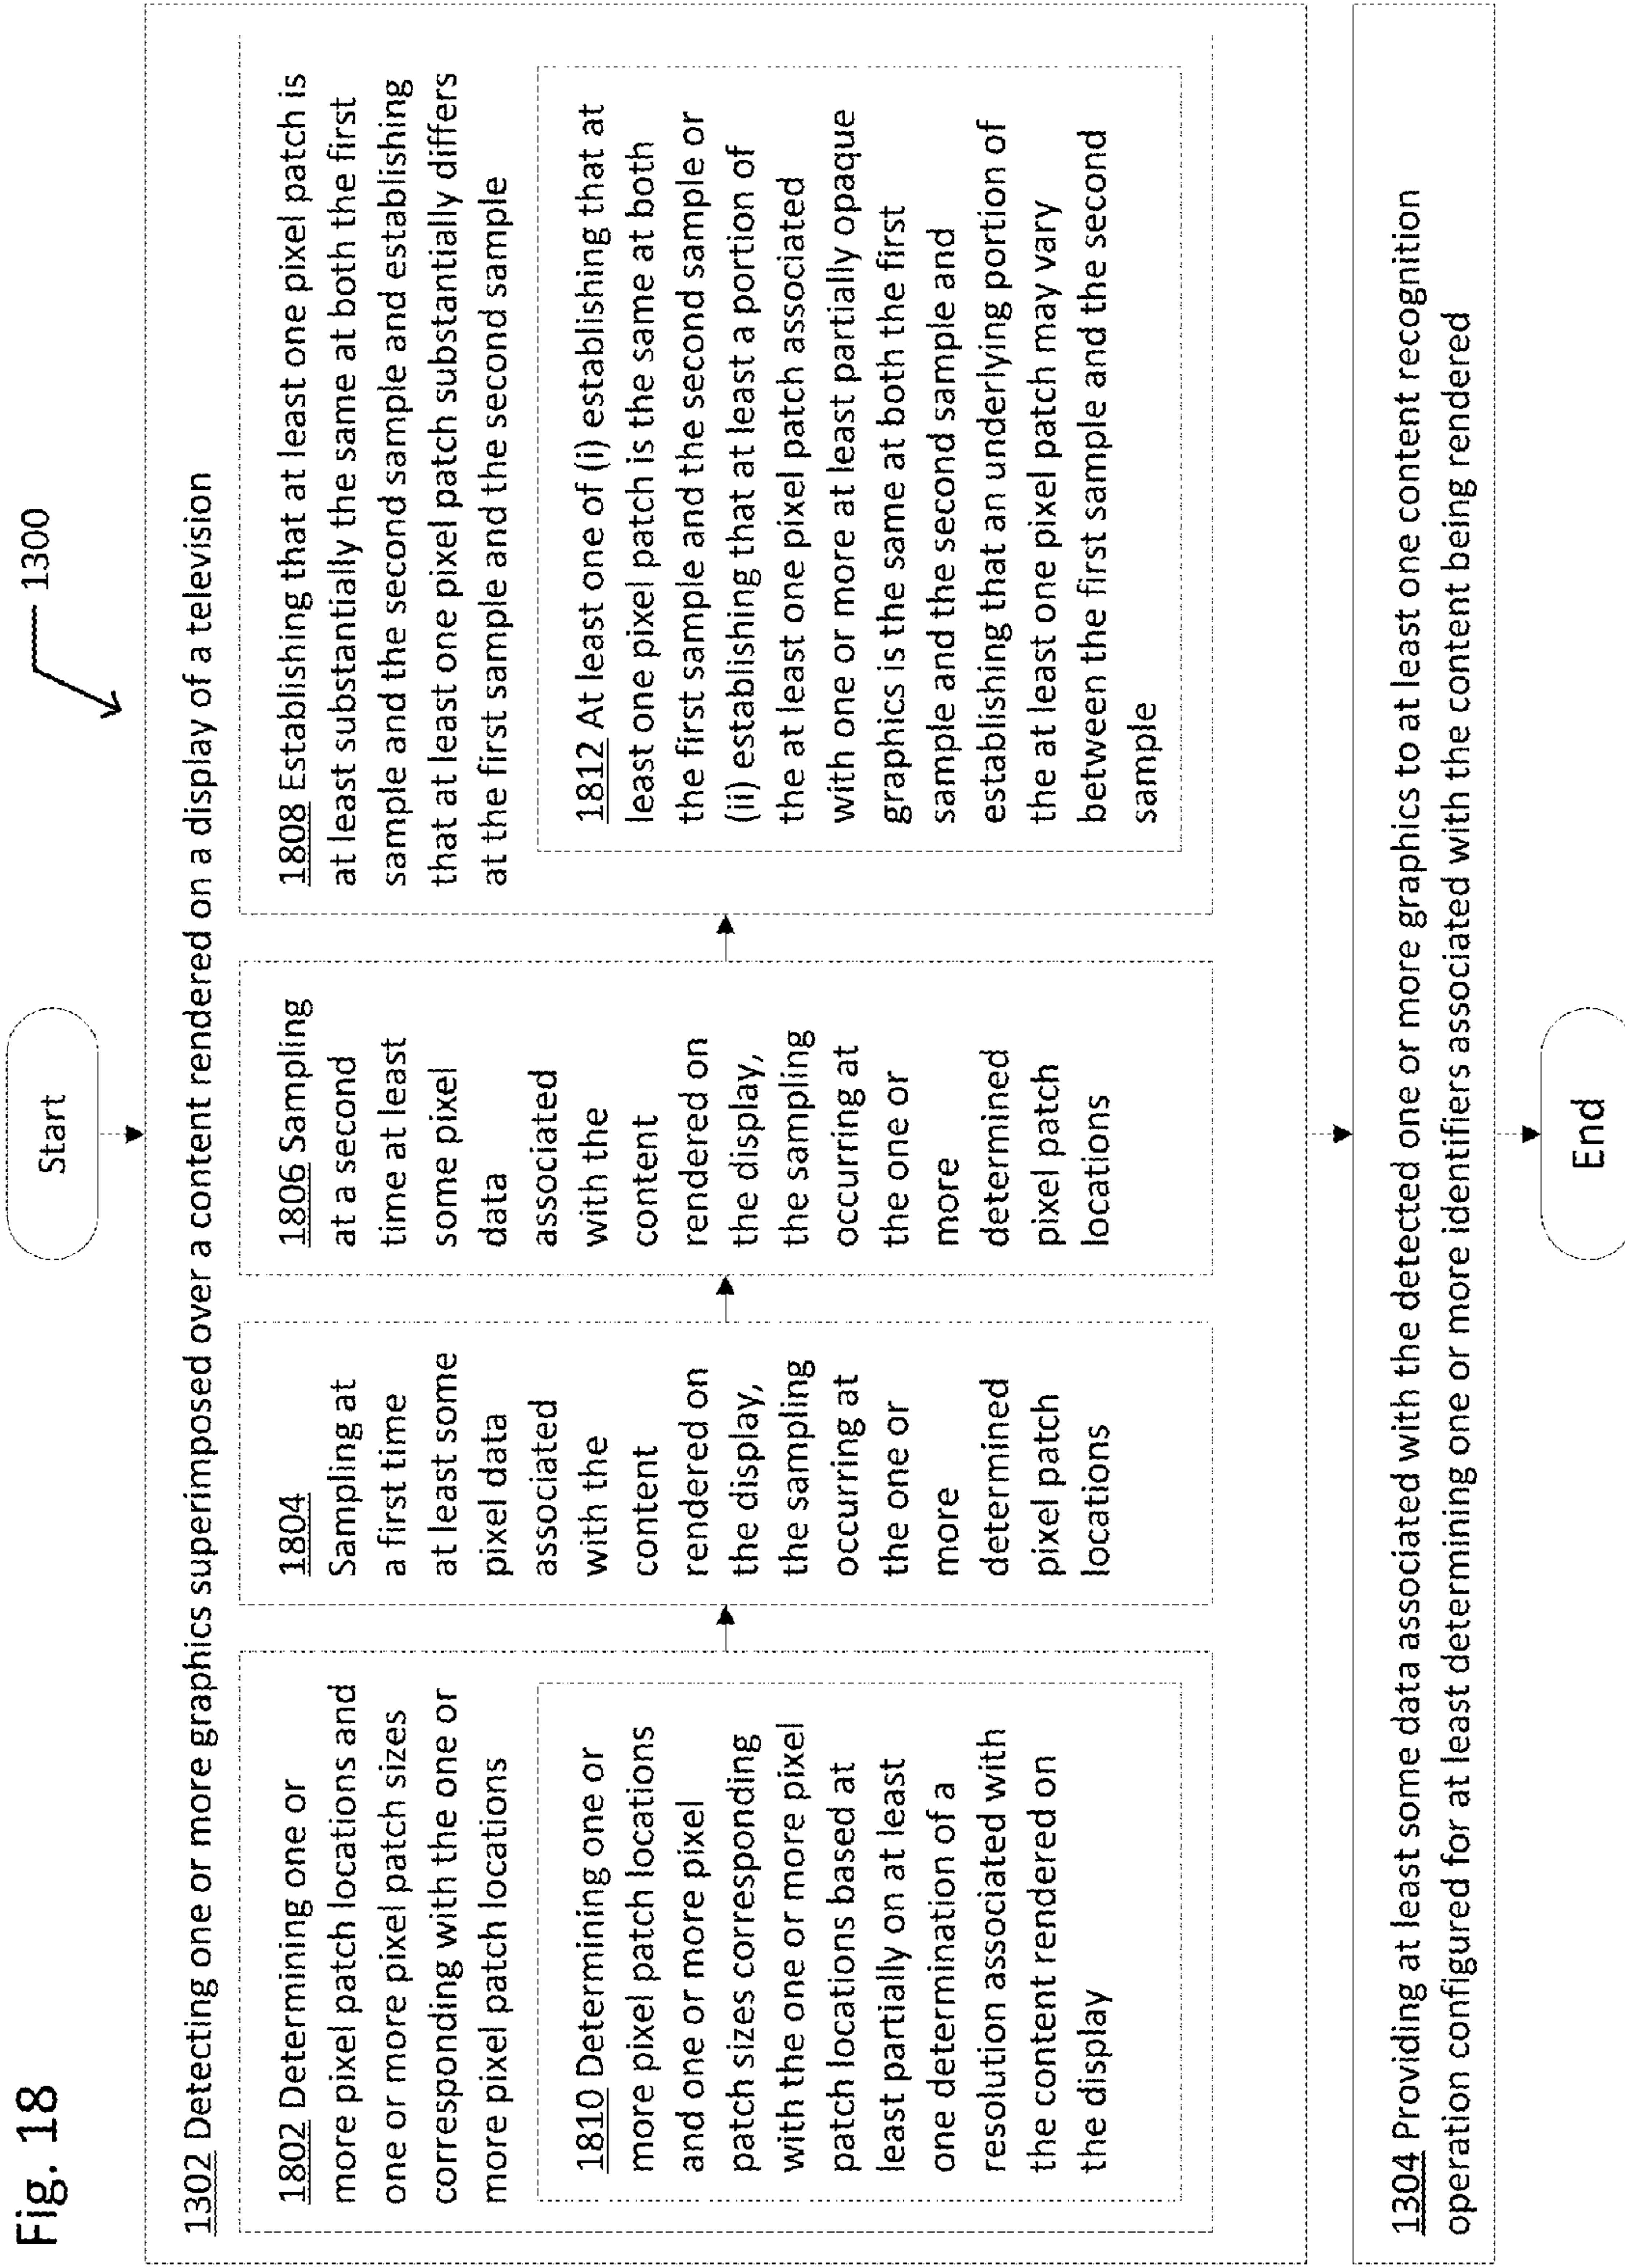 Fig. 18
1300
Start
1302 Detecting one or more graphics superimposed over a content rendered on a display of a television
1802 Determining one or
more pixel patch locations and
one or more pixel patch sizes
corresponding with the one or
more pixel patch locations
1810 Determining one or
more pixel patch locations
and one or more pixel
patch sizes corresponding
with the one or more pixel
patch locations based at
least partially on at least
one determination of a
resolution associated with
the content rendered on
the display
1804
Sampling at
a first time
at least some
pixel data
associated
with the
content
rendered on
the display,
the sampling
occurring at
the one or
more
determined
pixel patch
locations
1806 Sampling
at a second
time at least
some pixel
data
associated
with the
content
rendered on
the display,
the sampling
occurring at
the one or
more
determined
pixel patch
locations
1808 Establishing that at least one pixel patch is
at least substantially the same at both the first
sample and the second sample and establishing
that at least one pixel patch substantially differs
at the first sample and the second sample
1812 At least one of (i) establishing that at
least one pixel patch is the same at both
the first sample and the second sample or
(ii) establishing that at least a portion of
the at least one pixel patch associated
with one or more at least partially opaque
graphics is the same at both the first
sample and the second sample and
establishing that an underlying portion of
the at least one pixel patch may vary
between the first sample and the second
sample
1304 Providing at least some data associated with the detected one or more graphics to at least one content recognition
operation configured for at least determining one or more identifiers associated with the content being rendered
End